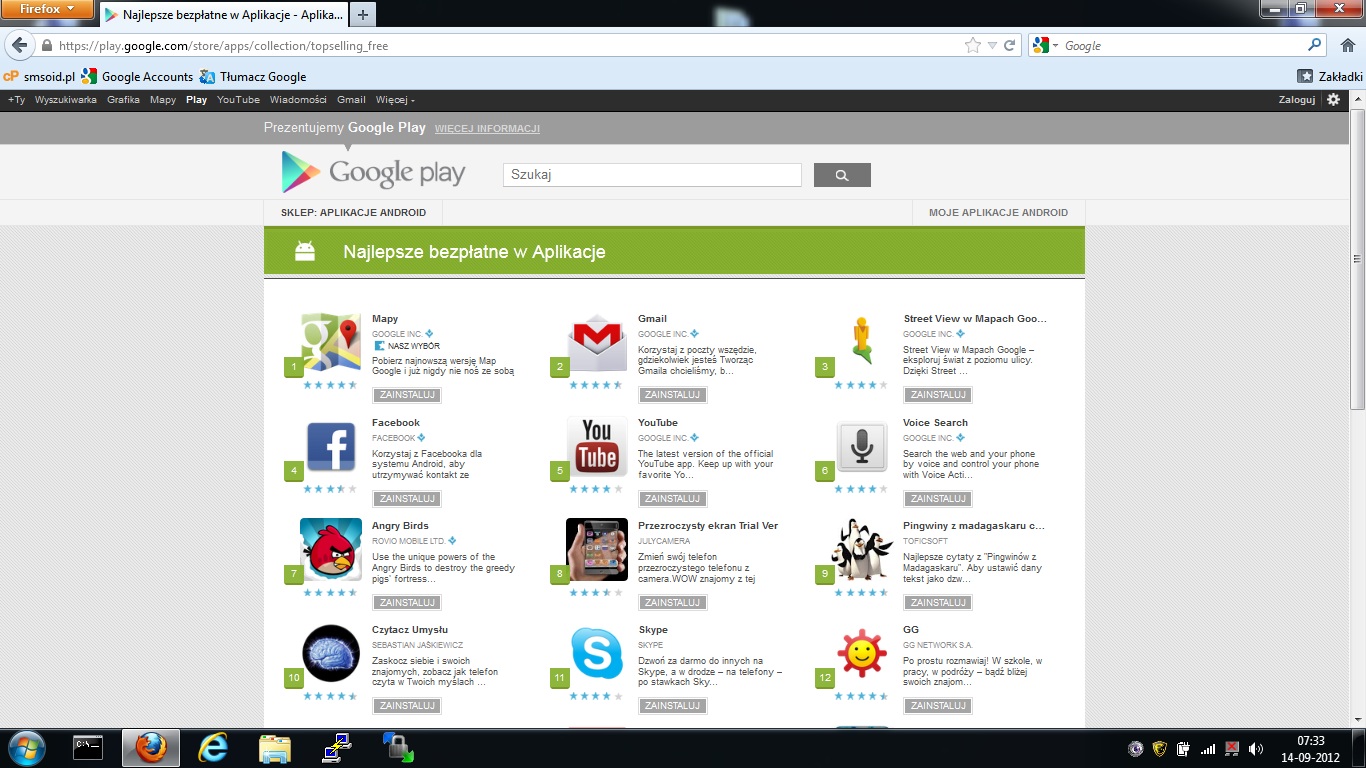 Firefox
Najlepsze bezpłatne w Aplikacje - Aplika...
https://play.google.com/store/apps/collection/topselling_free
Google
cP smsoid.pl Google Accounts Tłumacz Google
Zakładki
+Ty Wyszukiwarka Grafika Mapy Play YouTube Wiadomości Gmail Więcej
Zaloguj
Prezentujemy Google Play WIĘCEJ INFORMACJI
Google play
Szukaj
SKLEP: APLIKACJE ANDROID
MOJE APLIKACJE ANDROID
Najlepsze bezpłatne w Aplikacje
1
Mapy
GOOGLE INC.
NASZ WYBÓR
Pobierz najnowszą wersję Map
Google i już nigdy nie noś ze sobą
ZAINSTALUJ
2
Gmail
GOOGLE INC.
Korzystaj z poczty wszędzie,
gdziekolwiek jesteś Tworząc
Gmaila chcieliśmy, b...
ZAINSTALUJ
3
Street View w Mapach Goo...
GOOGLE INC.
Street View w Mapach Google –
eksploruj świat z poziomu ulicy.
Dzięki Street ...
ZAINSTALUJ
4
Facebook
FACEBOOK
Korzystaj z Facebooka dla
systemu Android, aby
utrzymywać kontakt ze
ZAINSTALUJ
You
Tube
5
YouTube
GOOGLE INC.
The latest version of the official
YouTube app. Keep up with your
favorite Yo...
ZAINSTALUJ
6
Voice Search
GOOGLE INC.
Search the web and your phone
by voice and control your phone
with Voice Acti...
ZAINSTALUJ
7
Angry Birds
ROVIO MOBILE LTD.
Use the unique powers of the
Angry Birds to destroy the greedy
pigs' fortress...
ZAINSTALUJ
8
Przezroczysty ekran Trial Ver
JULYCAMERA
Zmień swój telefon
przezroczystego telefonu z
camera.WOW znajomy z tej
ZAINSTALUJ
9
Pingwiny z madagaskaru c...
TOFICSOFT
Najlepsze cytaty z "Pingwinów z
Madagaskaru". Aby ustawić dany
tekst jako dzw...
ZAINSTALUJ
10
Czytacz Umysłu
SEBASTIAN JAŚKIEWICZ
Zaskocz siebie i swoich
znajomych, zobacz jak telefon
czyta w Twoich myślach ...
ZAINSTALUJ
11
Skype
SKYPE
Dzwoń za darmo do innych na
Skype, a w drodze – na telefony –
po stawkach Sky...
ZAINSTALUJ
12
GG
GG NETWORK S.A.
Po prostu rozmawiaj! W szkole, w
pracy, w podróży – bądź bliżej
swoich znajom...
ZAINSTALUJ
C:\_
07:33
14-09-2012